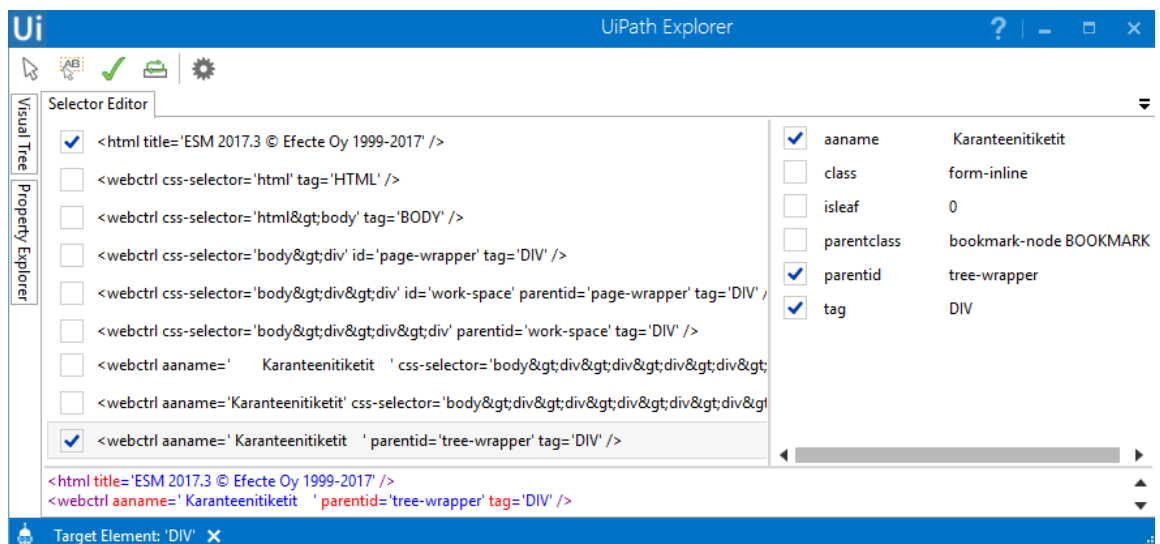 Ui UiPath Explorer ?
AB
Visual Tree
Property Explorer
Selector Editor
<html title='ESM 2017.3 © Efecte Oy 1999-2017' />
<webctrl css-selector='html' tag='HTML' />
<webctrl css-selector='html&gt;body' tag='BODY' />
<webctrl css-selector='body&gt;div' id='page-wrapper' tag='DIV' />
<webctrl css-selector='body&gt;div&gt;div' id='work-space' parentid='page-wrapper' tag='DIV' /
<webctrl css-selector='body&gt;div&gt;div&gt;div' parentid='work-space' tag='DIV' />
<webctrl aaname='       Karanteenitiketit    ' css-selector='body&gt;div&gt;div&gt;div&gt;div&gt;
<webctrl aaname='Karanteenitiketit' css-selector='body&gt;div&gt;div&gt;div&gt;div&gt;div&gt
<webctrl aaname=' Karanteenitiketit    ' parentid='tree-wrapper' tag='DIV' />
aaname Karanteenitiketit
class form-inline
isleaf 0
parentclass bookmark-node BOOKMARK
parentid tree-wrapper
tag DIV
<html title='ESM 2017.3 © Efecte Oy 1999-2017' />
<webctrl aaname=' Karanteenitiketit    ' parentid='tree-wrapper' tag='DIV' />
Target Element: 'DIV'